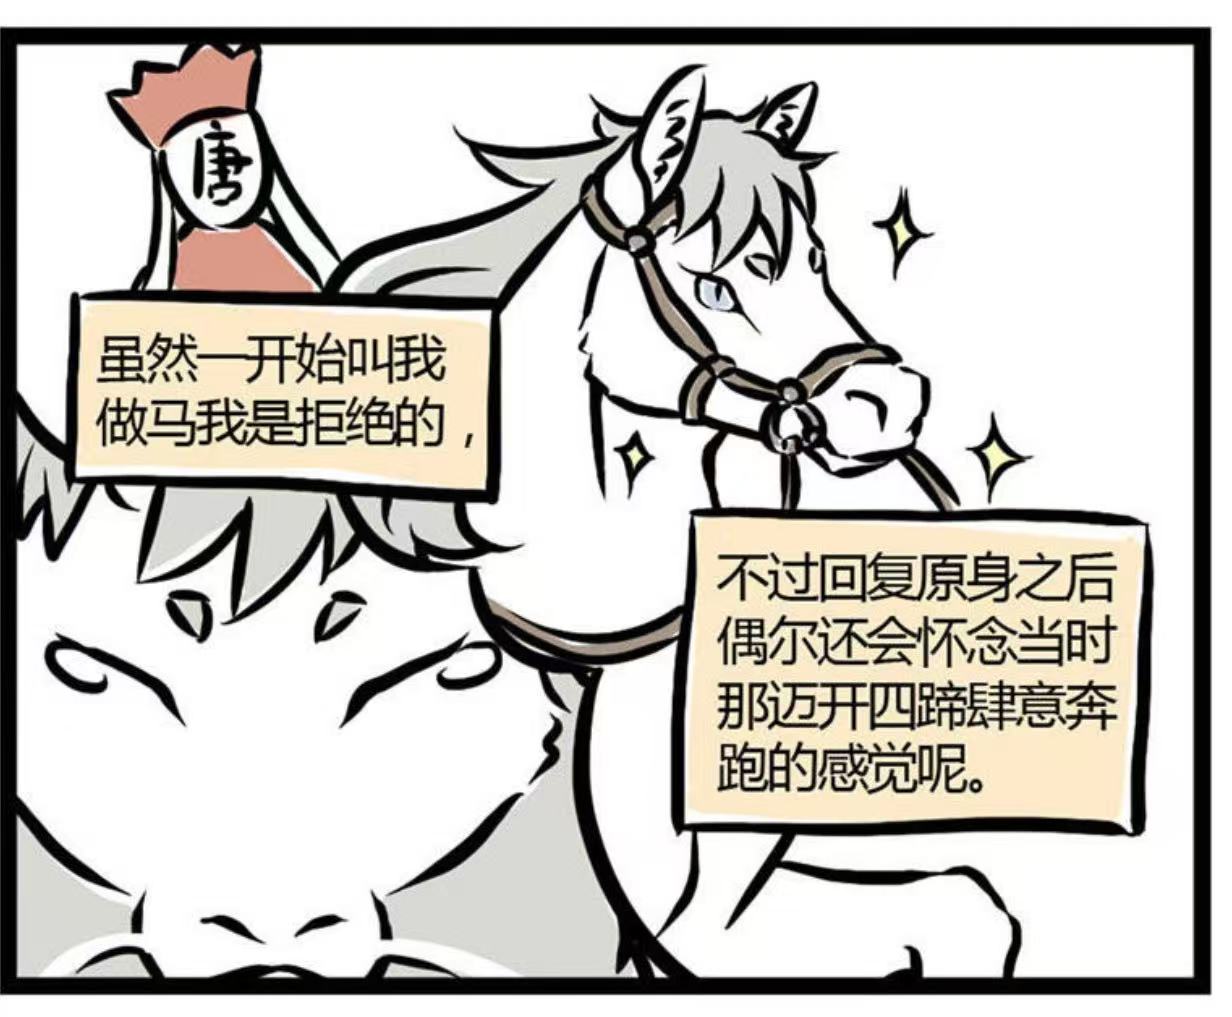 唐
虽然一开始叫我
做马我是拒绝的，
不过回复原身之后
偶尔还会怀念当时
那迈开四蹄肆意奔
跑的感觉呢。